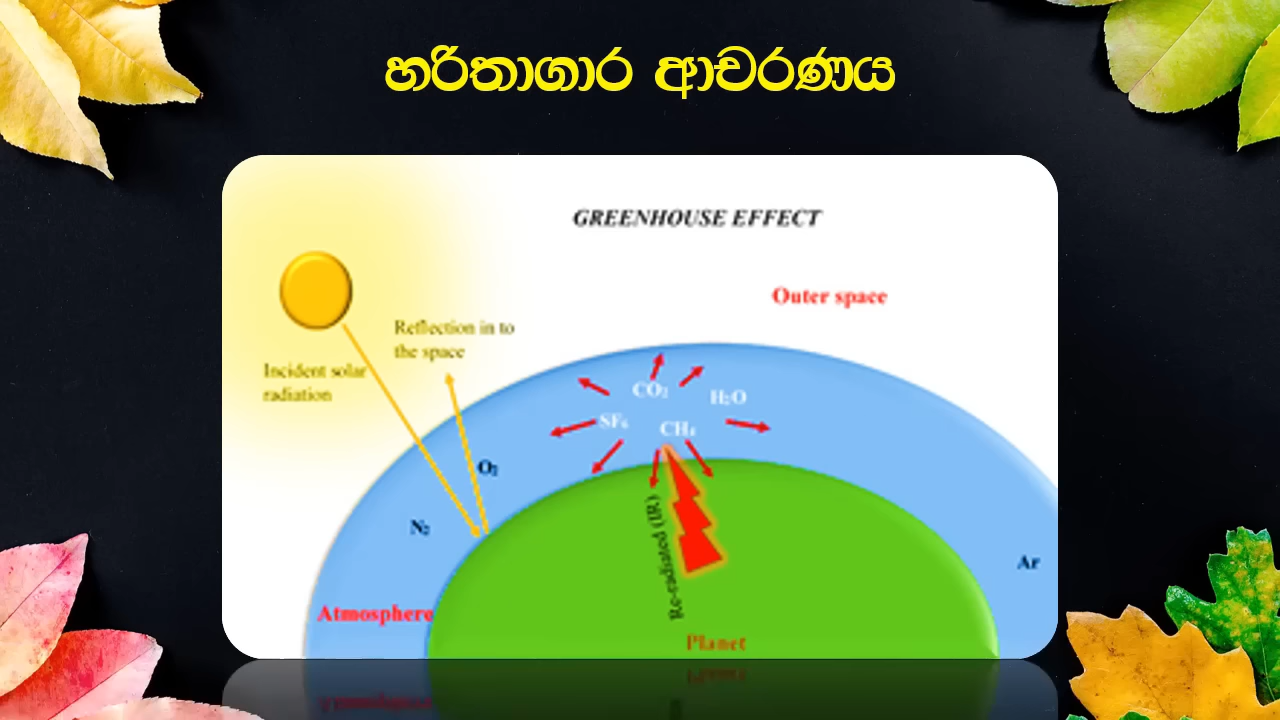 හරිතාගාර ආචරණය
GREENHOUSE EFFECT
Outer space
Reflection in to
the space
Incident solar
radiation
CO₂
H₂O
SF₆
CH₄
O₂
N₂
Re-radiated (IR)
Ar
Atmosphere
Planet